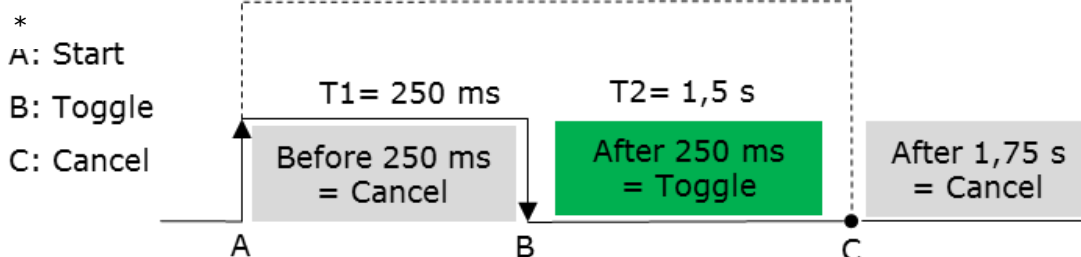 *
A: Start
B: Toggle
C: Cancel
T1= 250 ms
T2= 1,5 s
Before 250 ms
= Cancel
After 250 ms
= Toggle
After 1,75 s
= Cancel
A
B
C